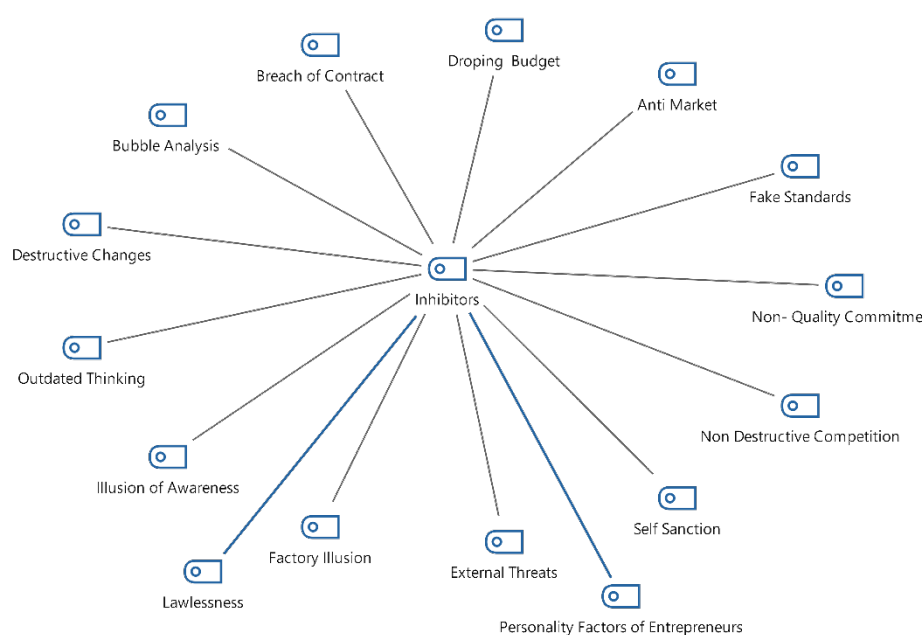 Droping Budget
Breach of Contract
Anti Market
Bubble Analysis
Fake Standards
Destructive Changes
Inhibitors
Non- Quality Commitme
Outdated Thinking
Non Destructive Competition
Illusion of Awareness
Self Sanction
Factory Illusion
External Threats
Lawlessness
Personality Factors of Entrepreneurs